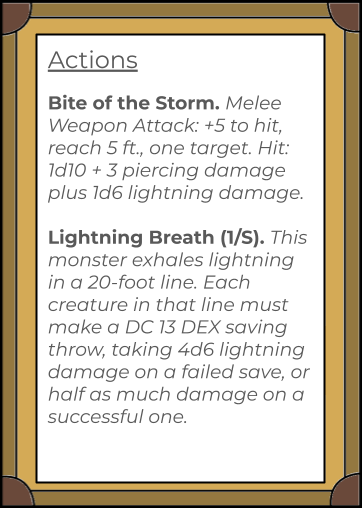 Actions
Bite of the Storm. Melee
Weapon Attack: +5 to hit,
reach 5 ft., one target. Hit:
1d10 + 3 piercing damage
plus 1d6 lightning damage.
Lightning Breath (1/S). This
monster exhales lightning
in a 20-foot line. Each
creature in that line must
make a DC 13 DEX saving
throw, taking 4d6 lightning
damage on a failed save, or
half as much damage on a
successful one.